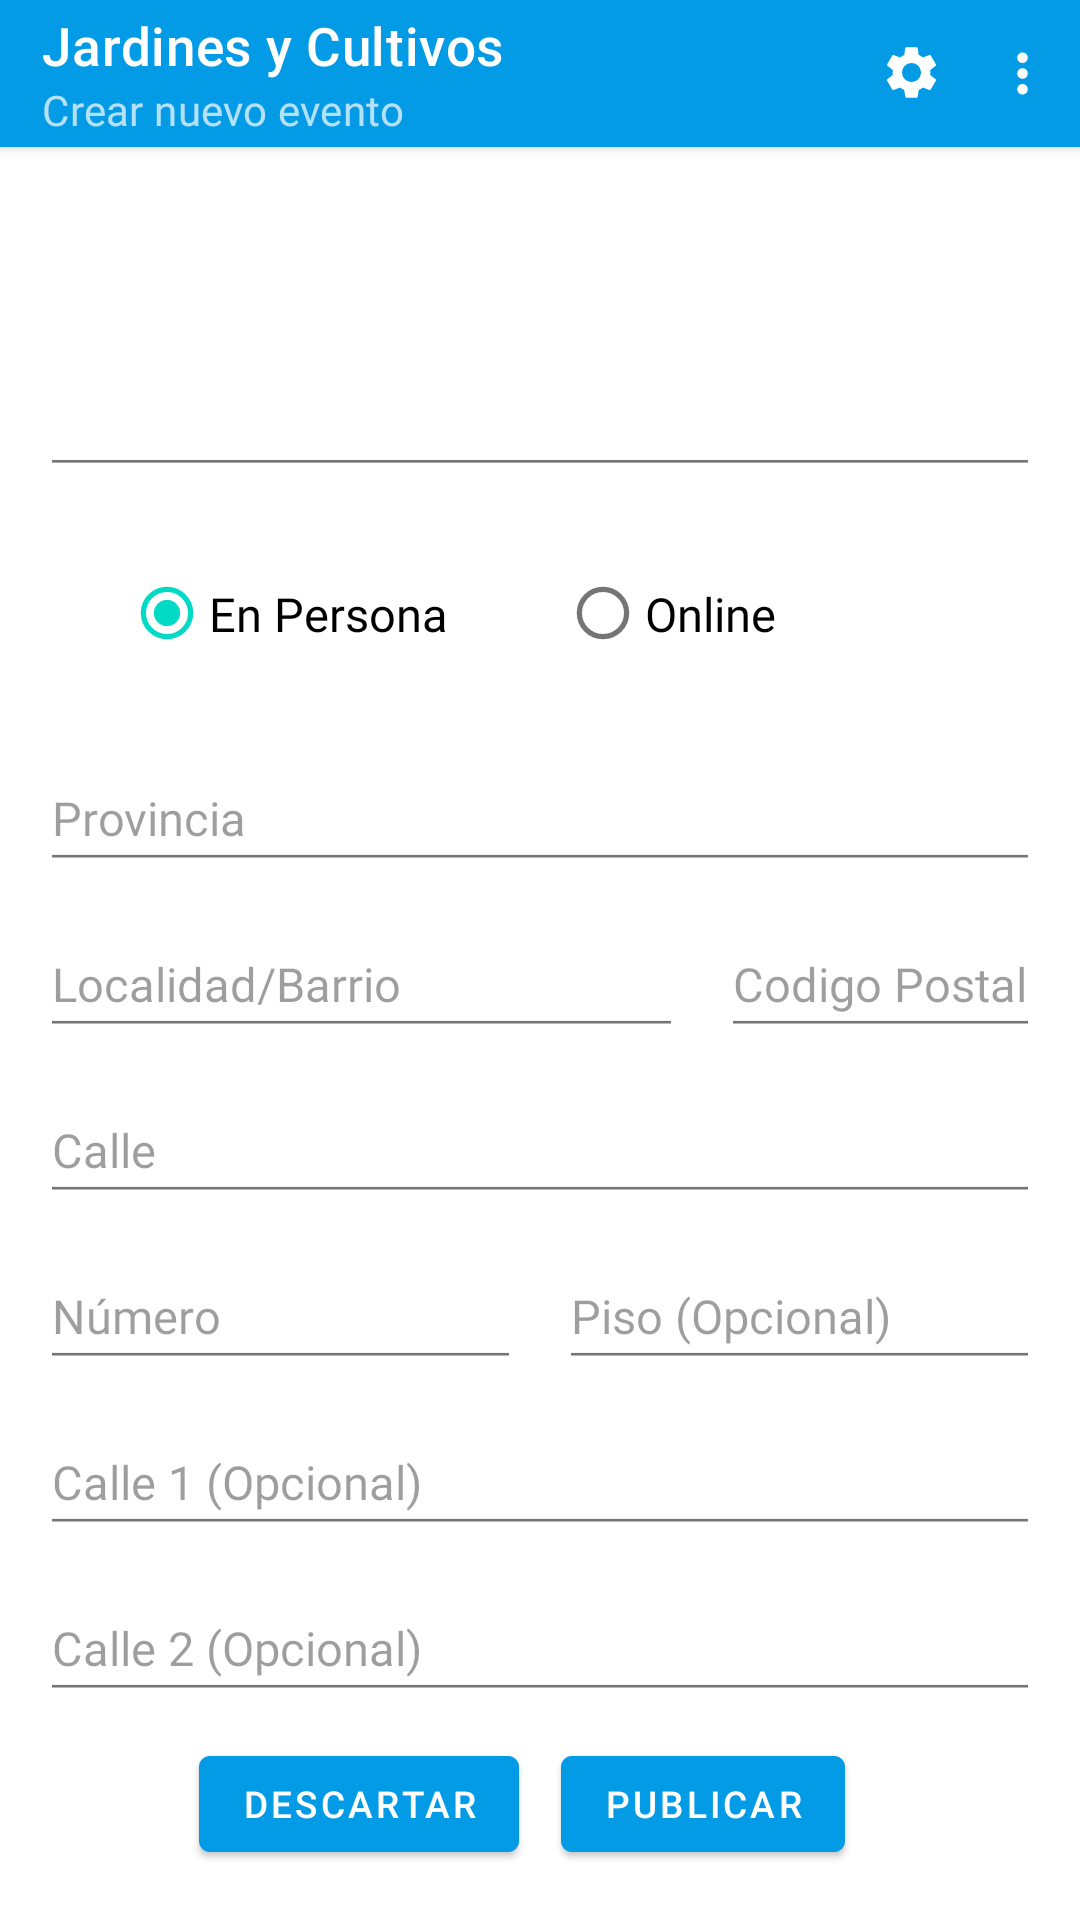 Jardines y Cultivos
Crear nuevo evento
En Persona Online
Provincia
Localidad/Barrio Codigo Postal
Calle
Número Piso (Opcional)
Calle 1 (Opcional)
Calle 2 (Opcional)
DESCARTAR PUBLICAR